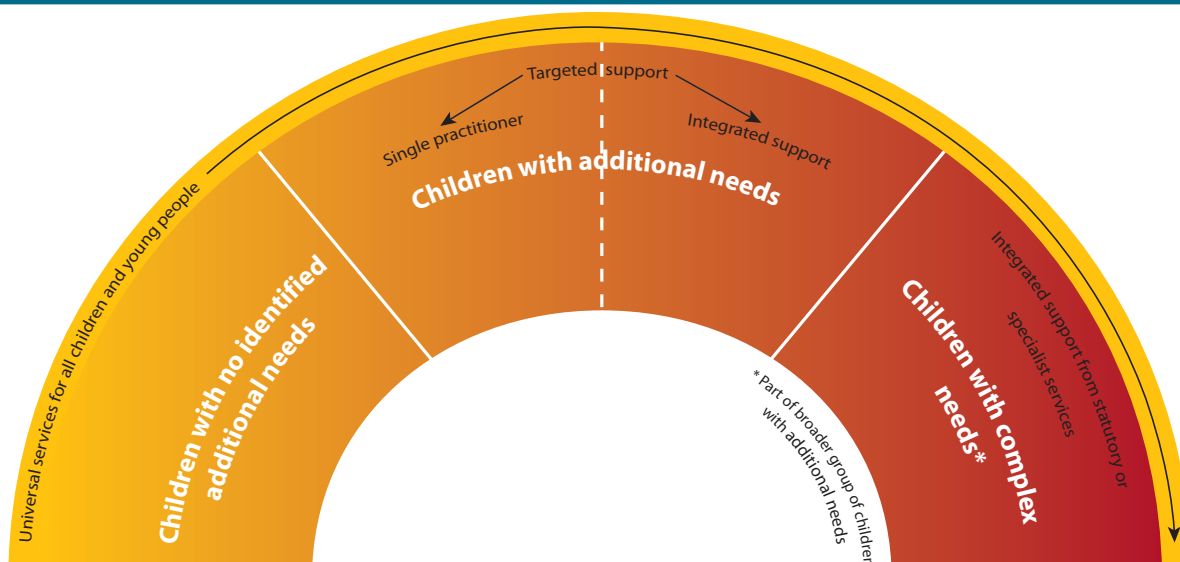 Universal services for all children and young people
Children with no identified
additional needs
Targeted support
Single practitioner
Integrated support
Children with additional needs
Integrated support from statutory or
specialist services
Children with complex
needs*
* Part of broader group of children
with additional needs